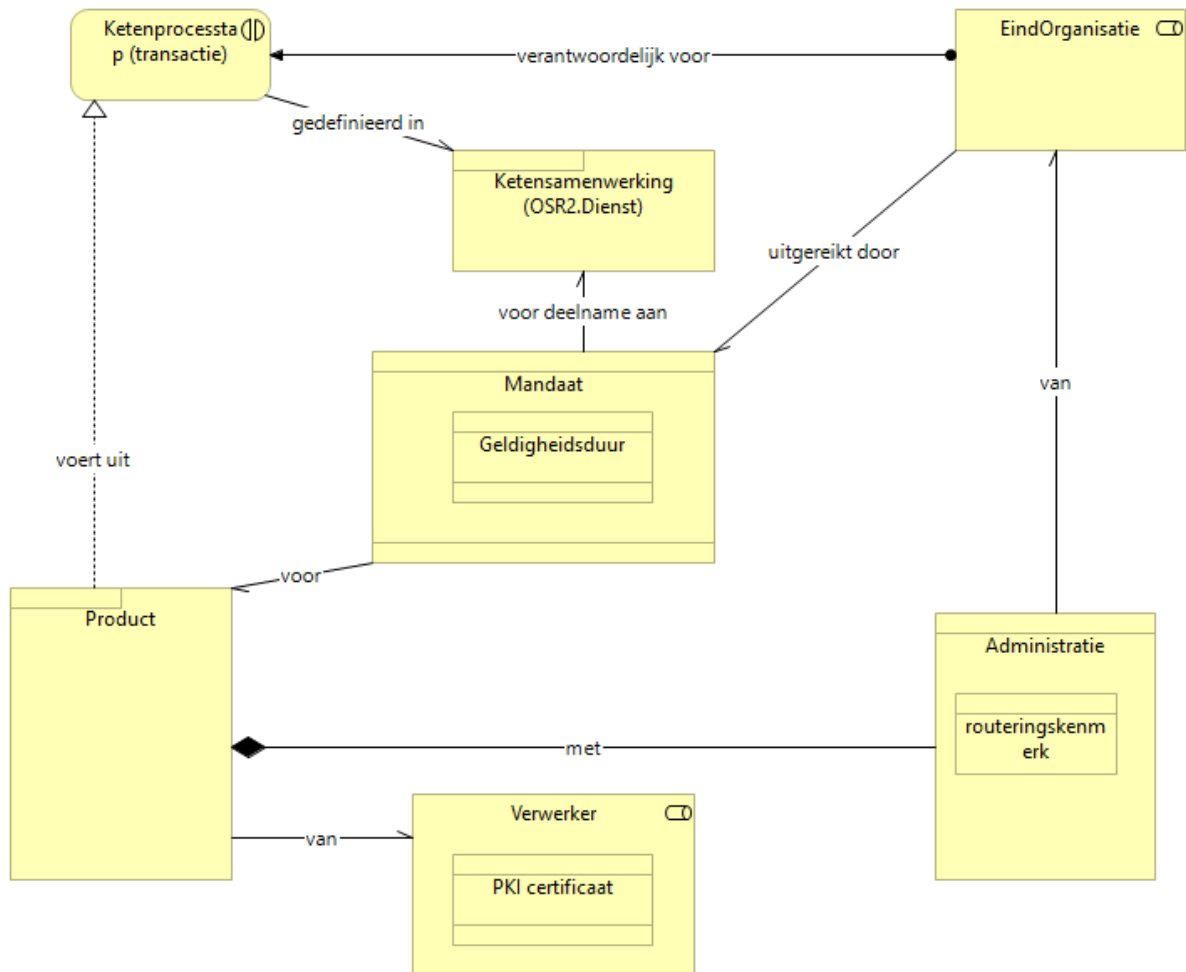 Ketenprocessta
p (transactie)
EindOrganisatie
verantwoordelijk voor
gedefinieerd in
Ketensamenwerking
(OSR2.Dienst)
uitgereikt door
voor deelname aan
Mandaat
van
Geldigheidsduur
voert uit
voor
Product
Administratie
routeringskenm
erk
met
Verwerker
van
PKI certificaat